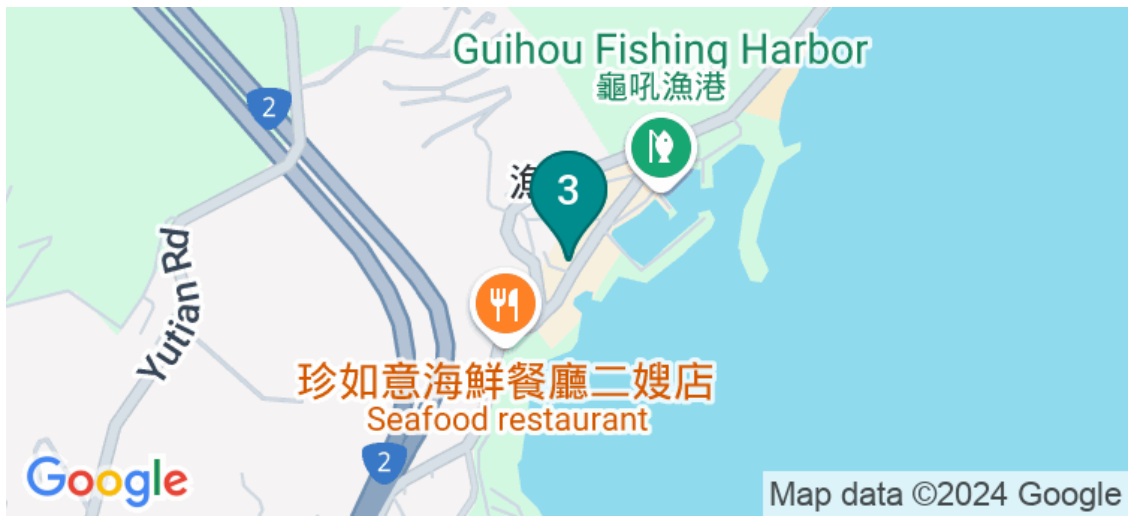 Guihou Fishing Harbor
龜吼漁港
2
漁
3
Yutian Rd
珍如意海鮮餐廳二嫂店
Seafood restaurant
2
Google
Map data ©2024 Google